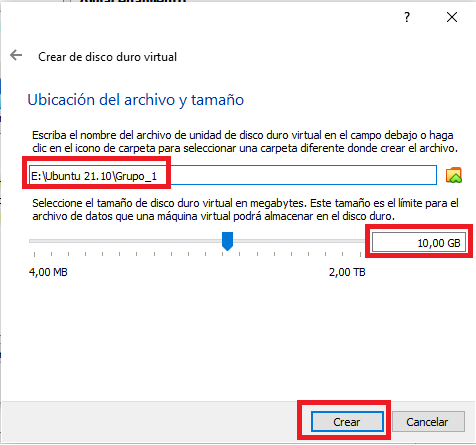 Crear de disco duro virtual
Ubicación del archivo y tamaño
Escriba el nombre del archivo de unidad de disco duro virtual en el campo debajo o haga
clic en el icono de carpeta para seleccionar una carpeta diferente donde crear el archivo.
E:\Ubuntu 21.10\Grupo_1
Seleccione el tamaño de disco duro virtual en megabytes. Este tamaño es el límite para el
archivo de datos que una máquina virtual podrá almacenar en el disco duro.
10,00 GB
4,00 MB 2,00 TB
Crear Cancelar